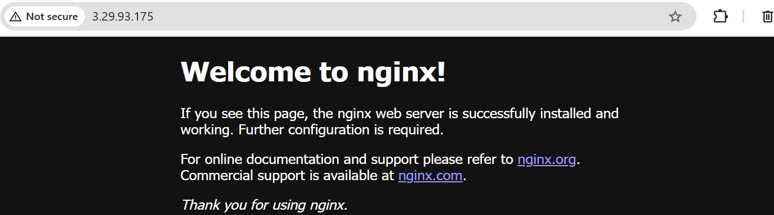 Not secure 3.29.93.175
Welcome to nginx!
If you see this page, the nginx web server is successfully installed and
working. Further configuration is required.
For online documentation and support please refer to nginx.org.
Commercial support is available at nginx.com.
Thank you for using nginx.